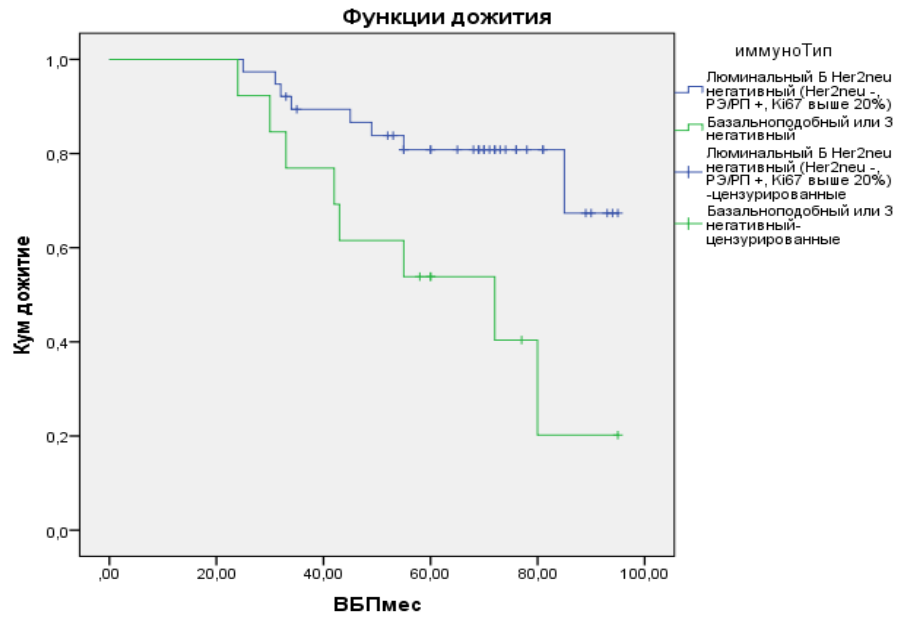 Функции дожития
иммуноТип
Люминальный Б Her2neu
негативный (Her2neu -,
РЭ/РП +, Ki67 выше 20%)
Базальноподобный или 3
негативный
Люминальный Б Her2neu
негативный (Her2neu -,
РЭ/РП +, Ki67 выше 20%)
-цензурированные
Базальноподобный или 3
негативный-
цензурированные
Кум дожитие
1,0
0,8
0,6
0,4
0,2
0,0
,00 20,00 40,00 60,00 80,00 100,00
ВБПмес